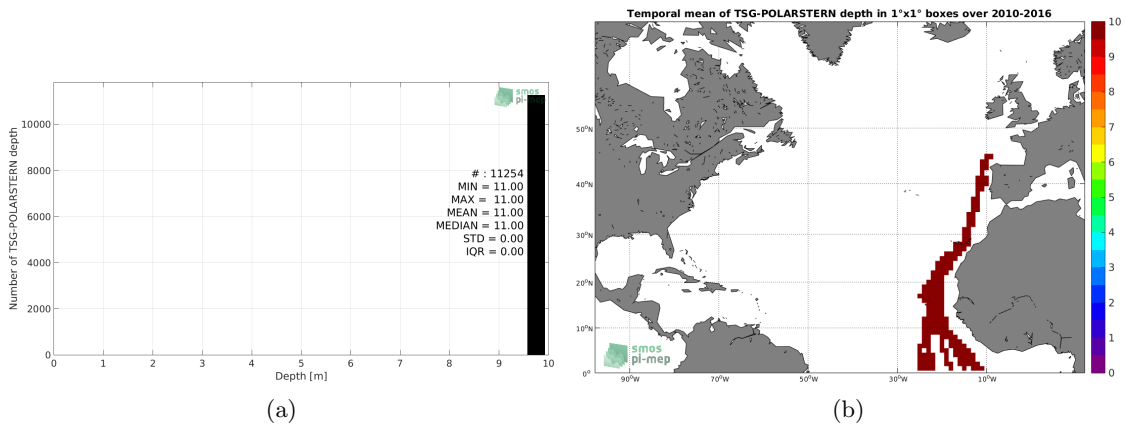 smos
pi-mep
Number of TSG-POLARSTERN depth
10000
8000
6000
4000
2000
0
# : 11254
MIN = 11.00
MAX = 11.00
MEAN = 11.00
MEDIAN = 11.00
STD = 0.00
IQR = 0.00
0 1 2 3 4 5 6 7 8 9 10
Depth [m]
(a)
Temporal mean of TSG-POLARSTERN depth in 1°x1° boxes over 2010-2016
50°N
40°N
30°N
20°N
10°N
0°
90°W 70°W 50°W 30°W 10°W
smos
pi-mep
10
9
8
7
6
5
4
3
2
1
0
(b)